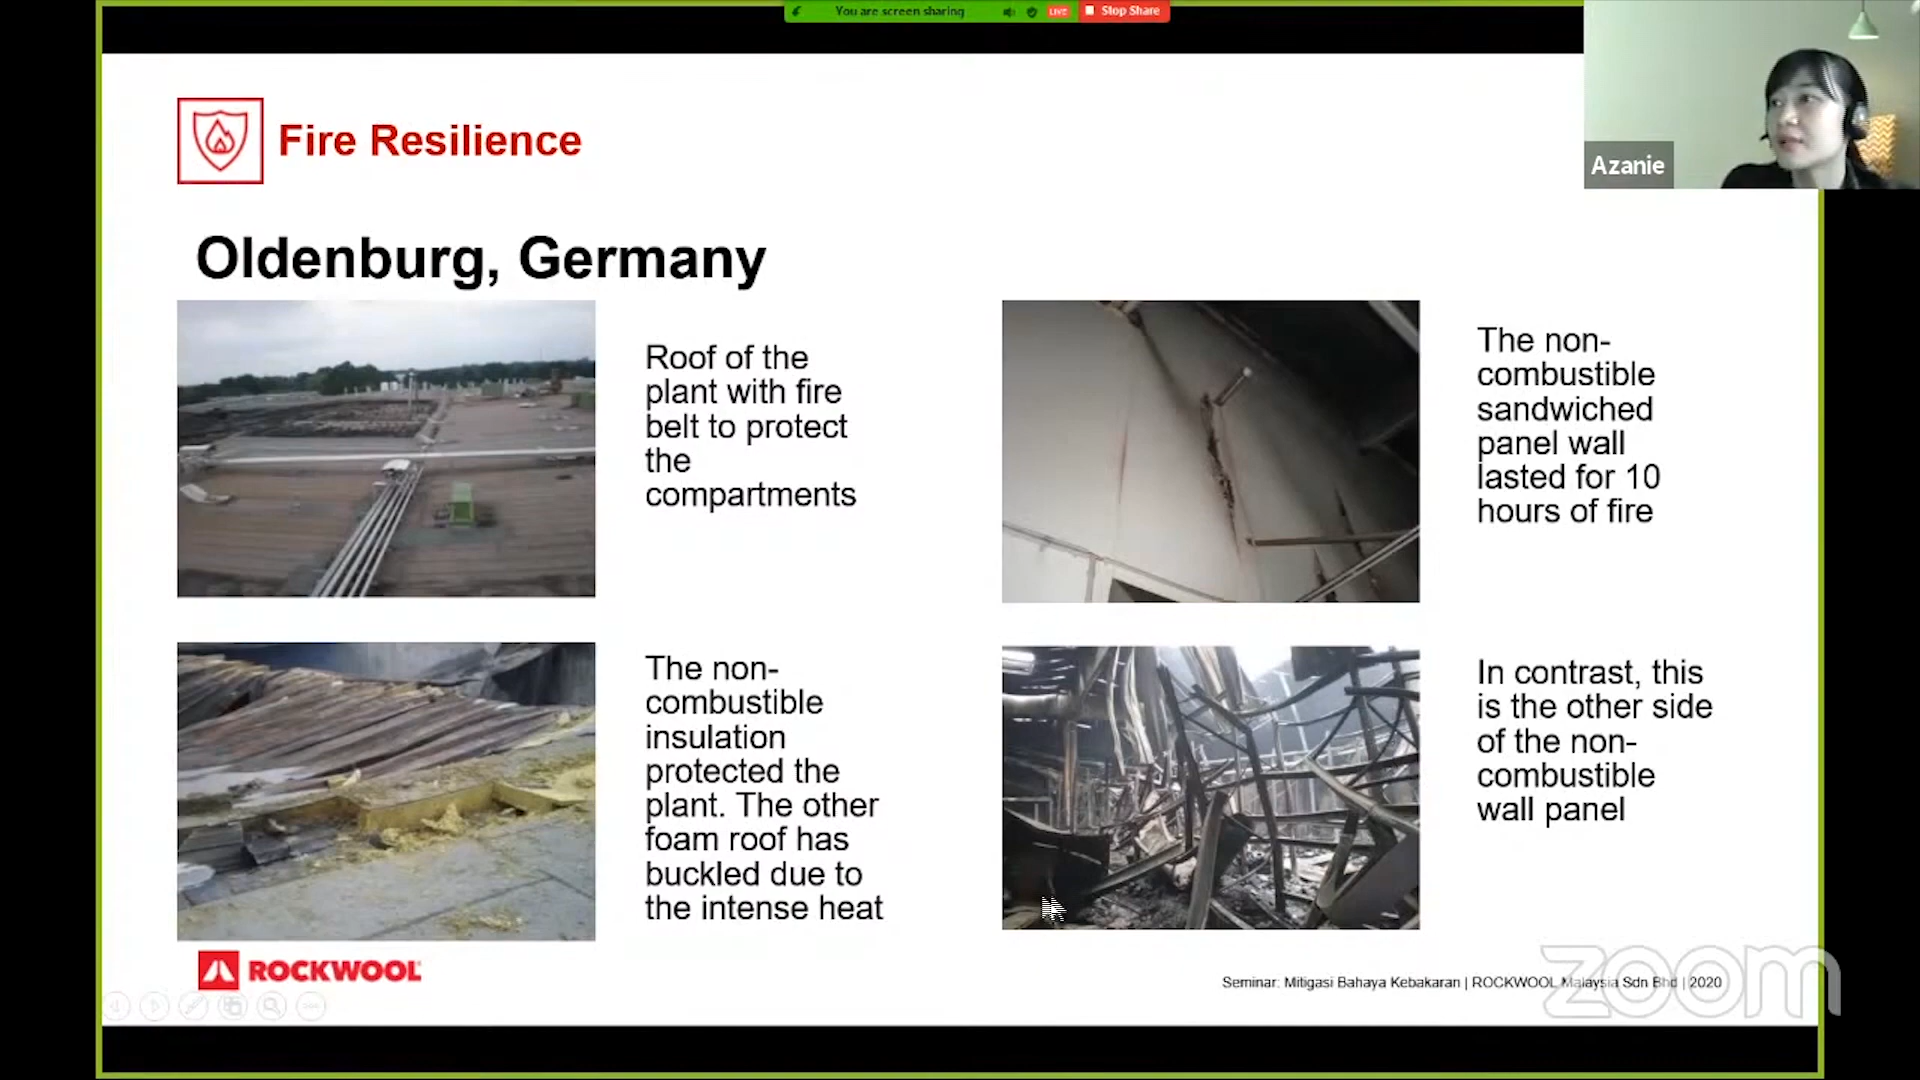 You are screen sharing
LIVE
Stop Share
Azanie
Fire Resilience
Oldenburg, Germany
Roof of the
plant with fire
belt to protect
the
compartments
The non-
combustible
sandwiched
panel wall
lasted for 10
hours of fire
The non-
combustible
insulation
protected the
plant. The other
foam roof has
buckled due to
the intense heat
In contrast, this
is the other side
of the non-
combustible
wall panel
ROCKWOOL
Seminar: Mitigasi Bahaya Kebakaran | ROCKWOOL Malaysia Sdn Bhd | 2020
zoom